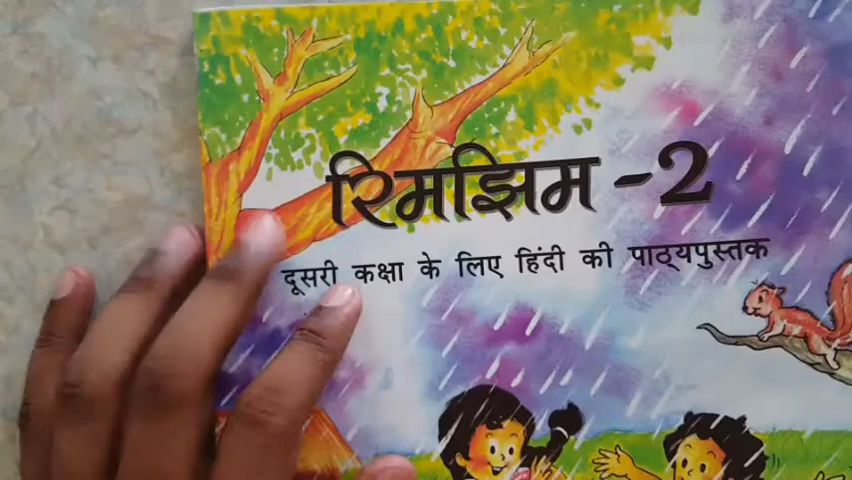 रिमझिम -2
दूसरी कक्षा के लिए हिंदी की पाठ्यपुस्तक